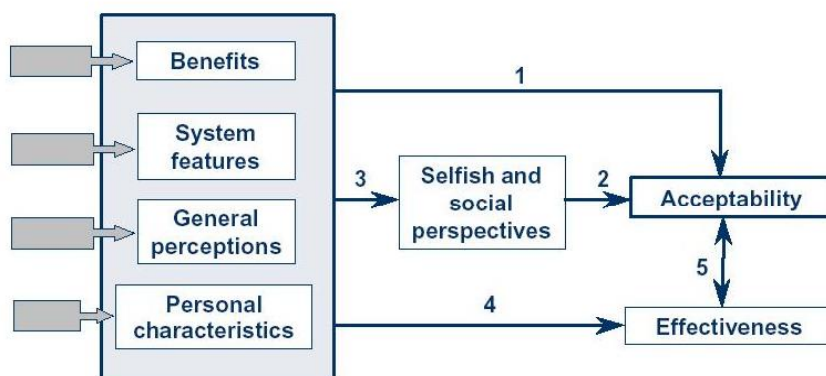 Benefits
System
features
General
perceptions
Personal
characteristics
1
3
Selfish and
social
perspectives
2
Acceptability
5
4
Effectiveness